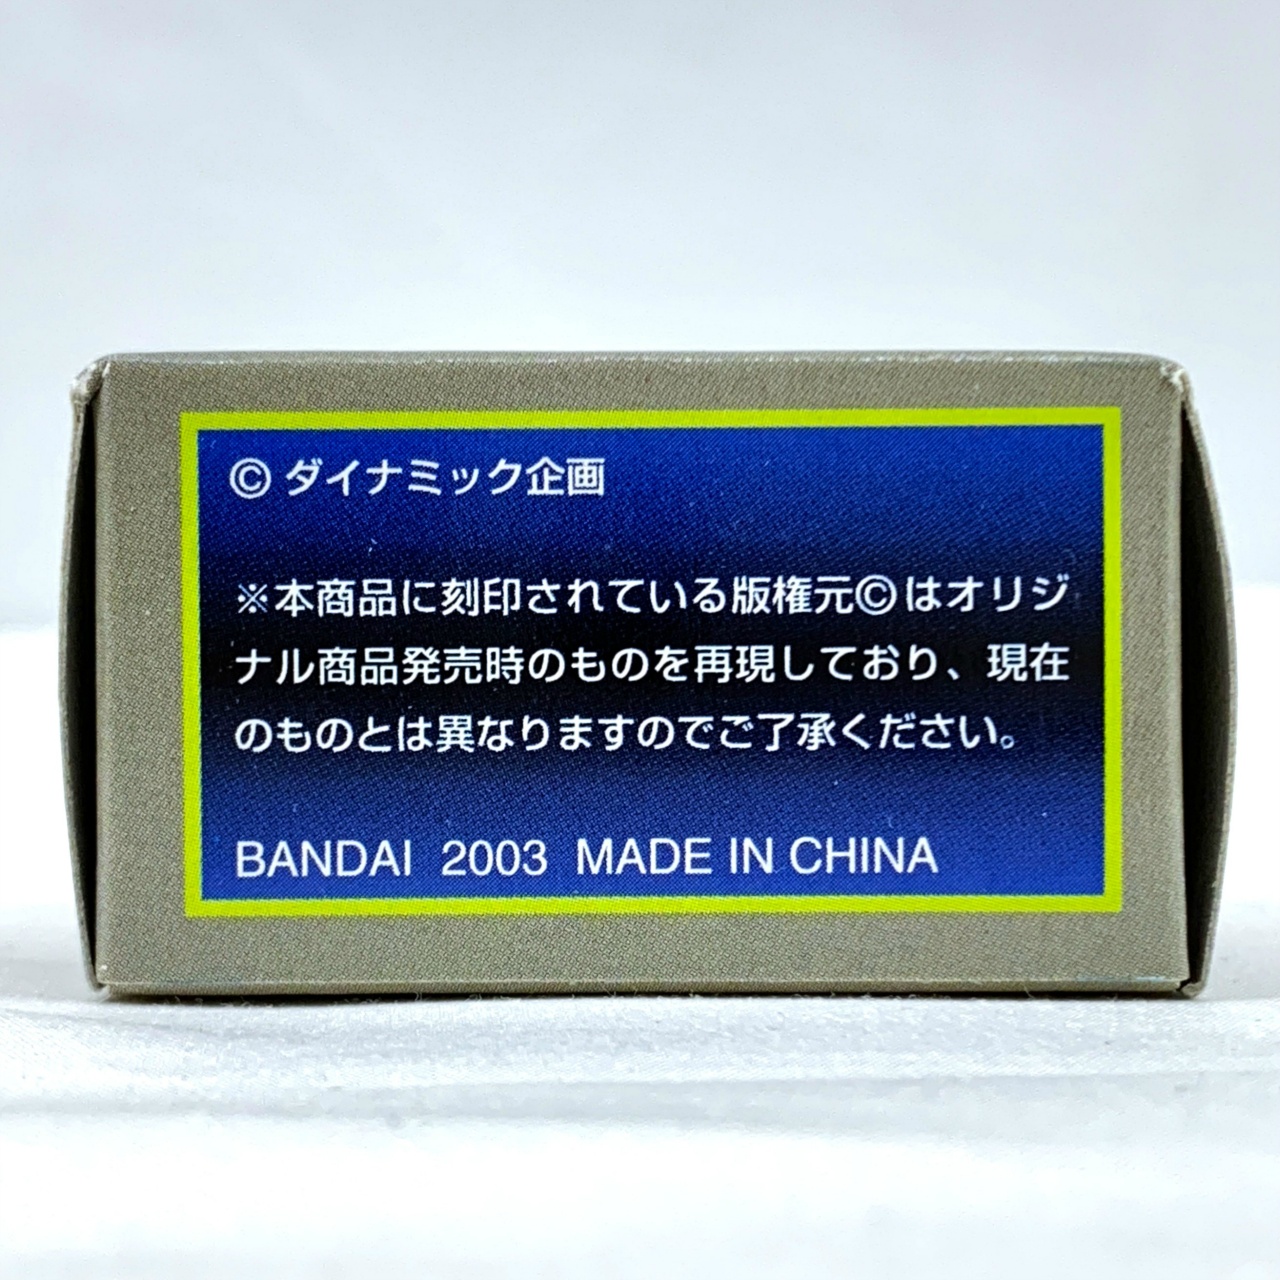 ©ダイナミック企画
※本商品に刻印されている版権元©はオリジ
ナル商品発売時のものを再現しており、現在
のものとは異なりますのでご了承ください。
BANDAI 2003 MADE IN CHINA